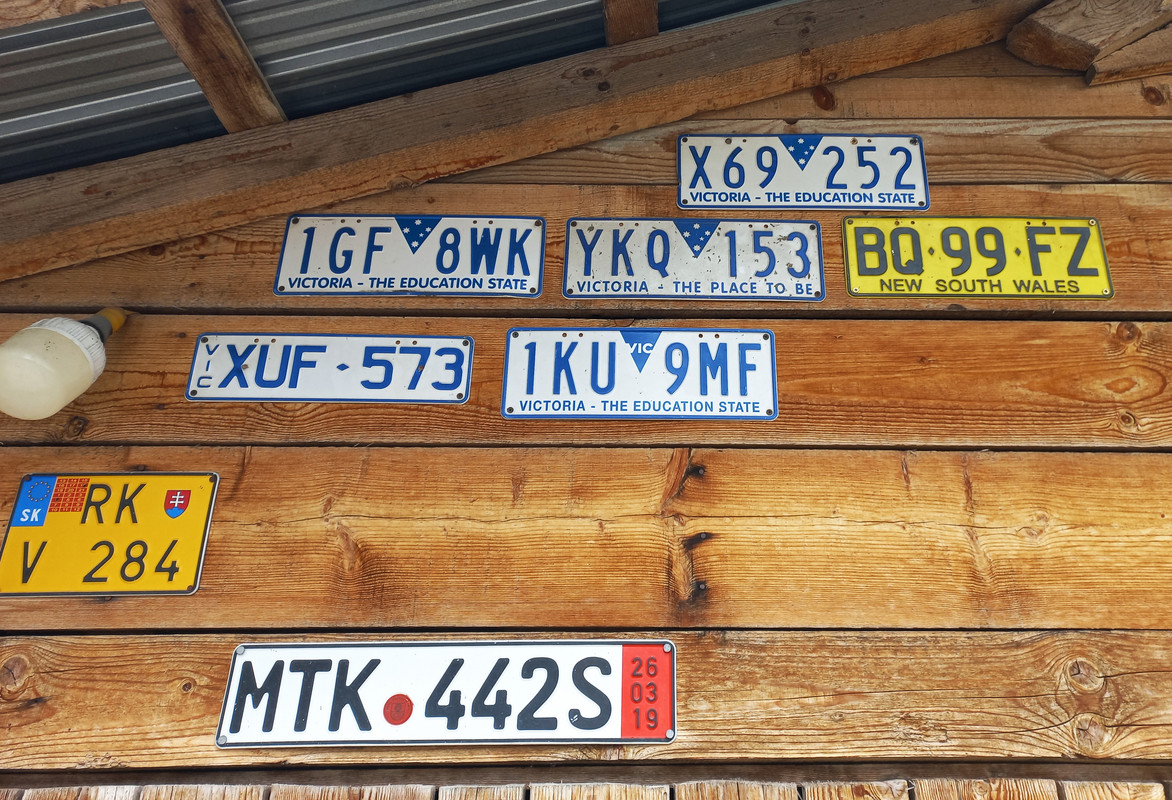 X69 252
VICTORIA - THE EDUCATION STATE
1GF 8WK
VICTORIA - THE EDUCATION STATE
YKQ 153
VICTORIA - THE PLACE TO BE
BQ·99·FZ
NEW SOUTH WALES
VIC
XUF·573
VIC
1KU 9MF
VICTORIA - THE EDUCATION STATE
SK
RK
V 284
MTK 442S
26
03
19